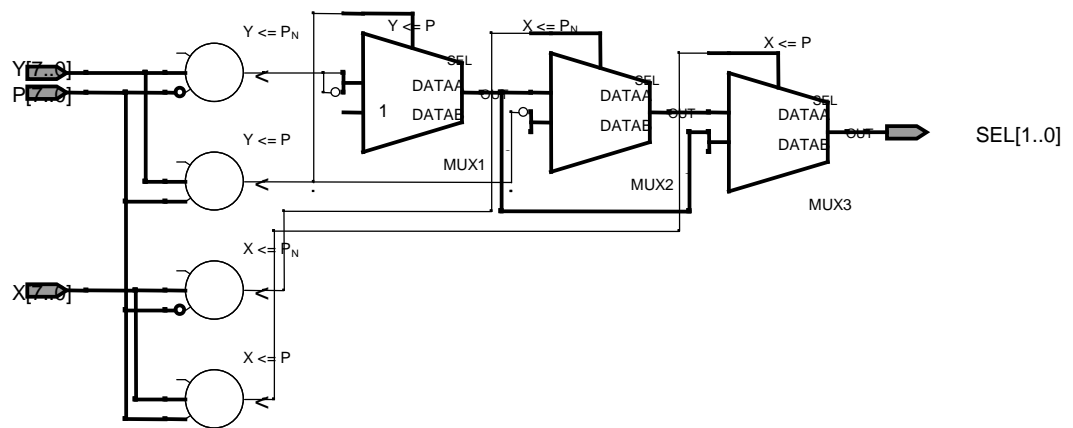 Y <= P_N
Y <= P
X <= P_N
X <= P
Y[7..0]
P[7..0]
<
SEL
DATAA
DATAB
OUT
1
SEL
DATAA
DATAB
OUT
SEL
DATAA
DATAB
OUT
SEL[1..0]
Y <= P
<
MUX1
MUX2
MUX3
X <= P_N
X[7..0]
<
X <= P
<